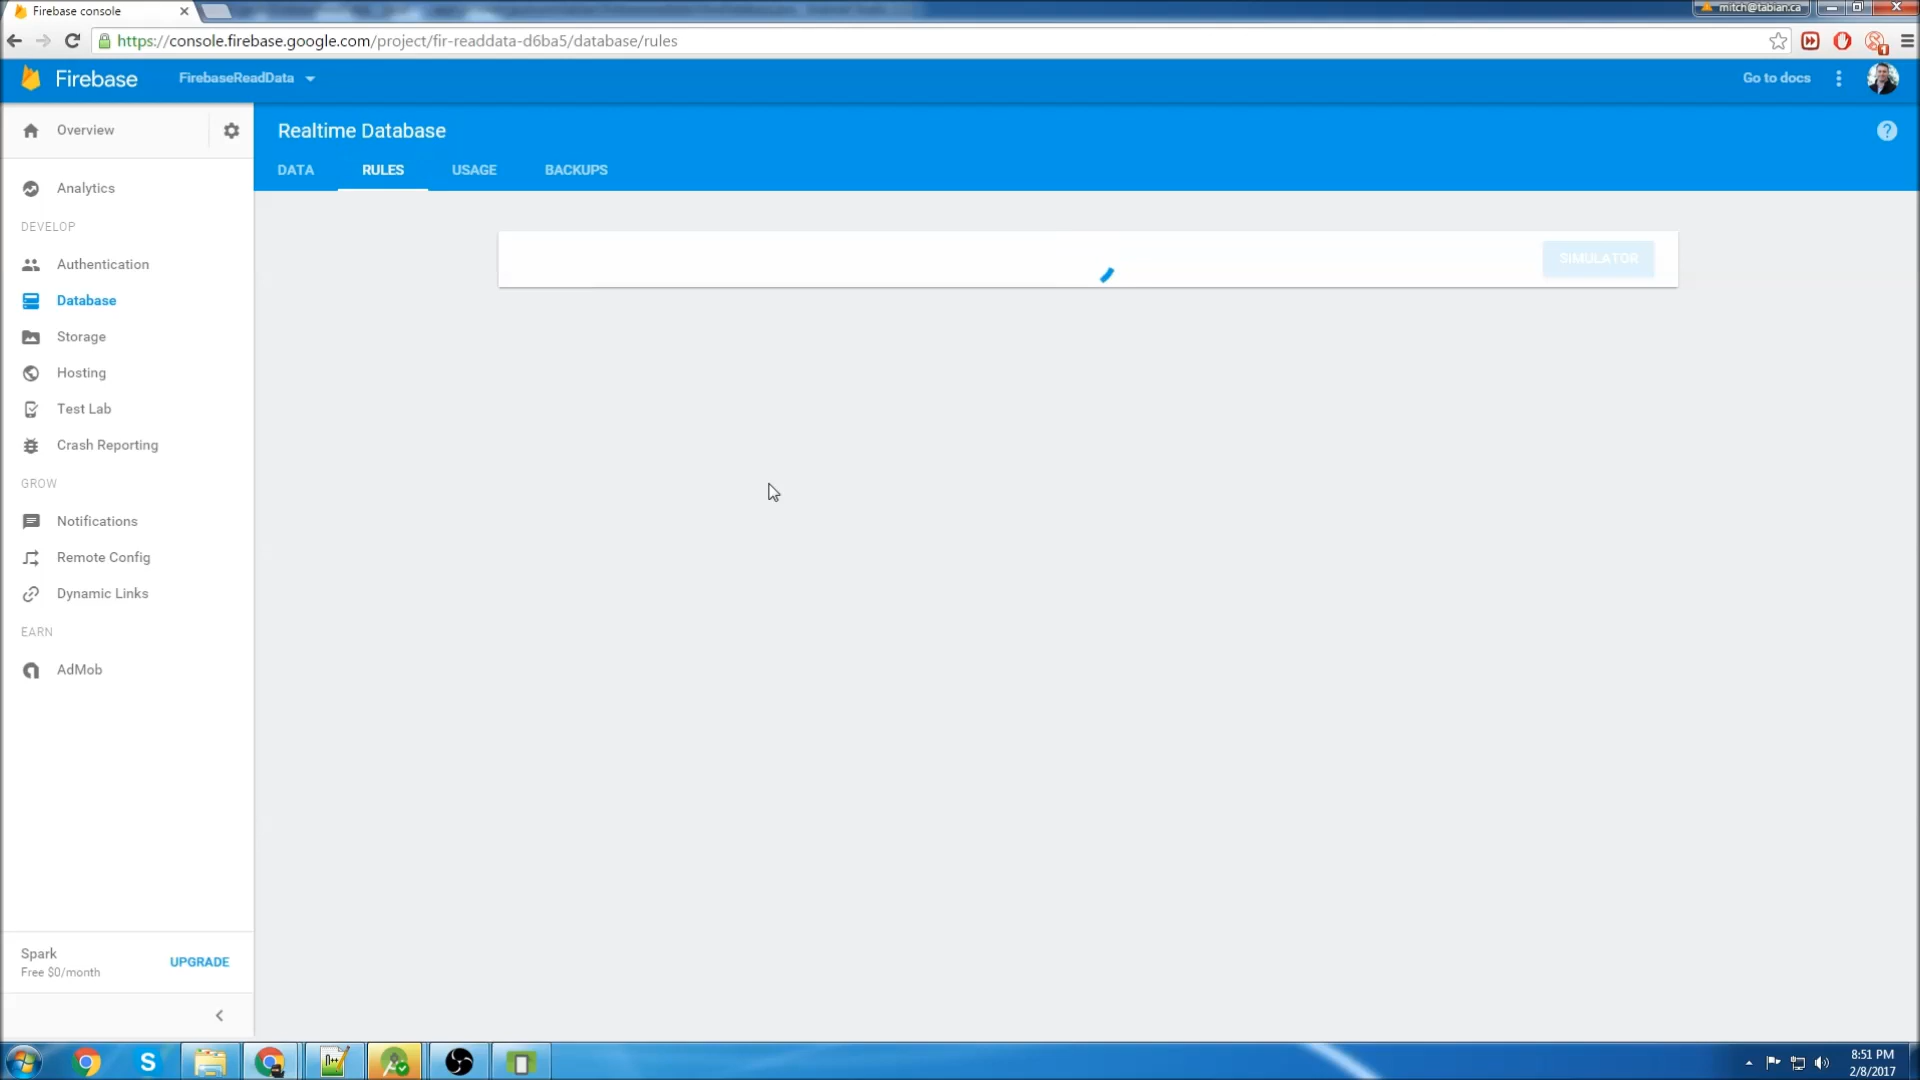 Firebase console
mitch@tabian.ca
https://console.firebase.google.com/project/fir-readdata-d6ba5/database/rules
Firebase
FirebaseReadData
Go to docs
Overview
Realtime Database
?
DATA
RULES
USAGE
BACKUPS
Analytics
DEVELOP
SIMULATOR
Authentication
Database
Storage
Hosting
Test Lab
Crash Reporting
GROW
Notifications
Remote Config
Dynamic Links
EARN
AdMob
Spark
Free $0/month
UPGRADE
8:51 PM
2/8/2017